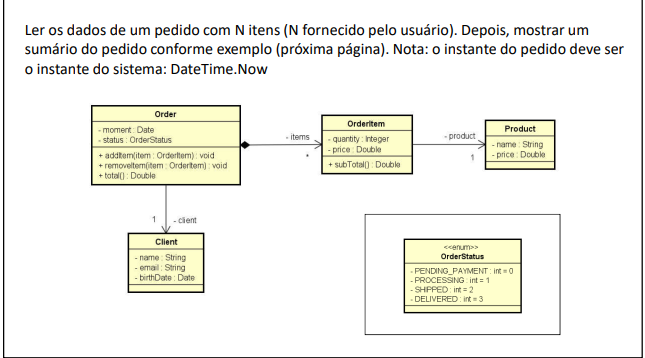 Ler os dados de um pedido com N itens (N fornecido pelo usuário). Depois, mostrar um
sumário do pedido conforme exemplo (próxima página). Nota: o instante do pedido deve ser
o instante do sistema: DateTime.Now
Order
- moment : Date
- status : OrderStatus
+ addItem(item : OrderItem) : void
+ removeItem(item : OrderItem) : void
+ total() : Double
- items
*
OrderItem
- quantity : Integer
- price : Double
+ subTotal() : Double
- product
1
Product
- name : String
- price : Double
1
- client
Client
- name : String
- email : String
- birthDate : Date
<<enum>>
OrderStatus
- PENDING_PAYMENT : int = 0
- PROCESSING : int = 1
- SHIPPED : int = 2
- DELIVERED : int = 3